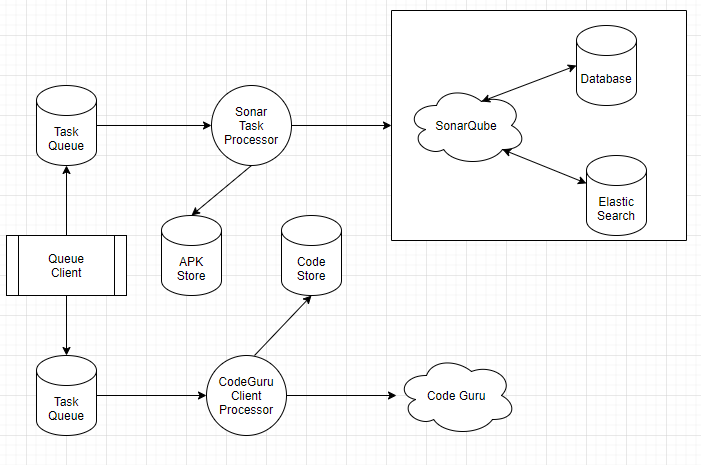 Database
Task
Queue
Sonar
Task
Processor
SonarQube
Elastic
Search
Queue
Client
APK
Store
Code
Store
Task
Queue
CodeGuru
Client
Processor
Code Guru